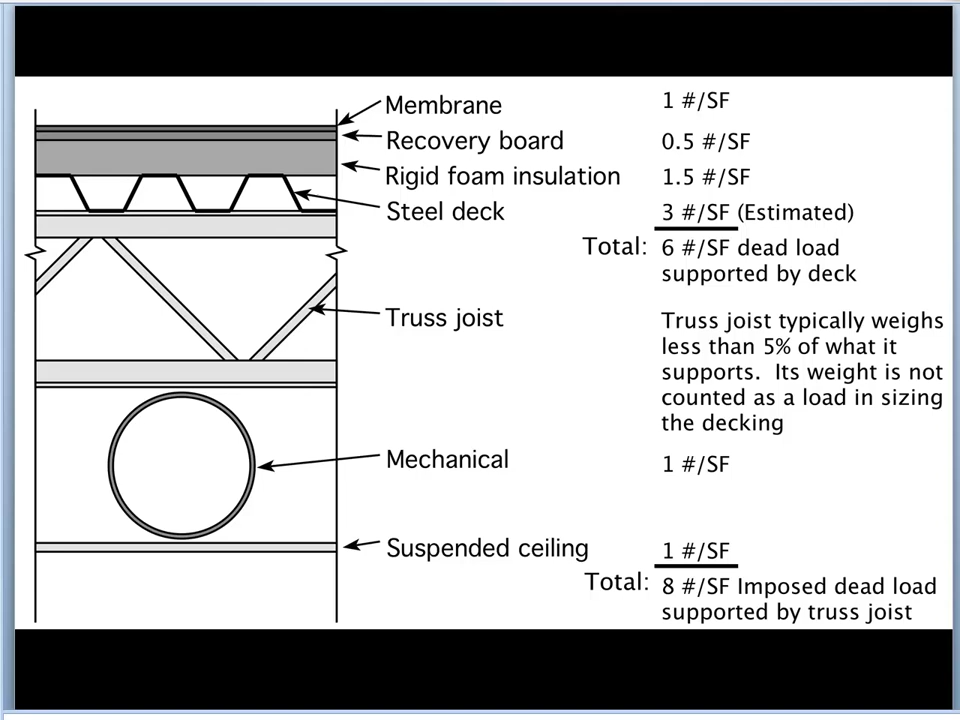 Membrane 1 #/SF
Recovery board 0.5 #/SF
Rigid foam insulation 1.5 #/SF
Steel deck 3 #/SF (Estimated)
Total: 6 #/SF dead load
supported by deck
Truss joist
Truss joist typically weighs
less than 5% of what it
supports. Its weight is not
counted as a load in sizing
the decking
Mechanical 1 #/SF
Suspended ceiling 1 #/SF
Total: 8 #/SF Imposed dead load
supported by truss joist